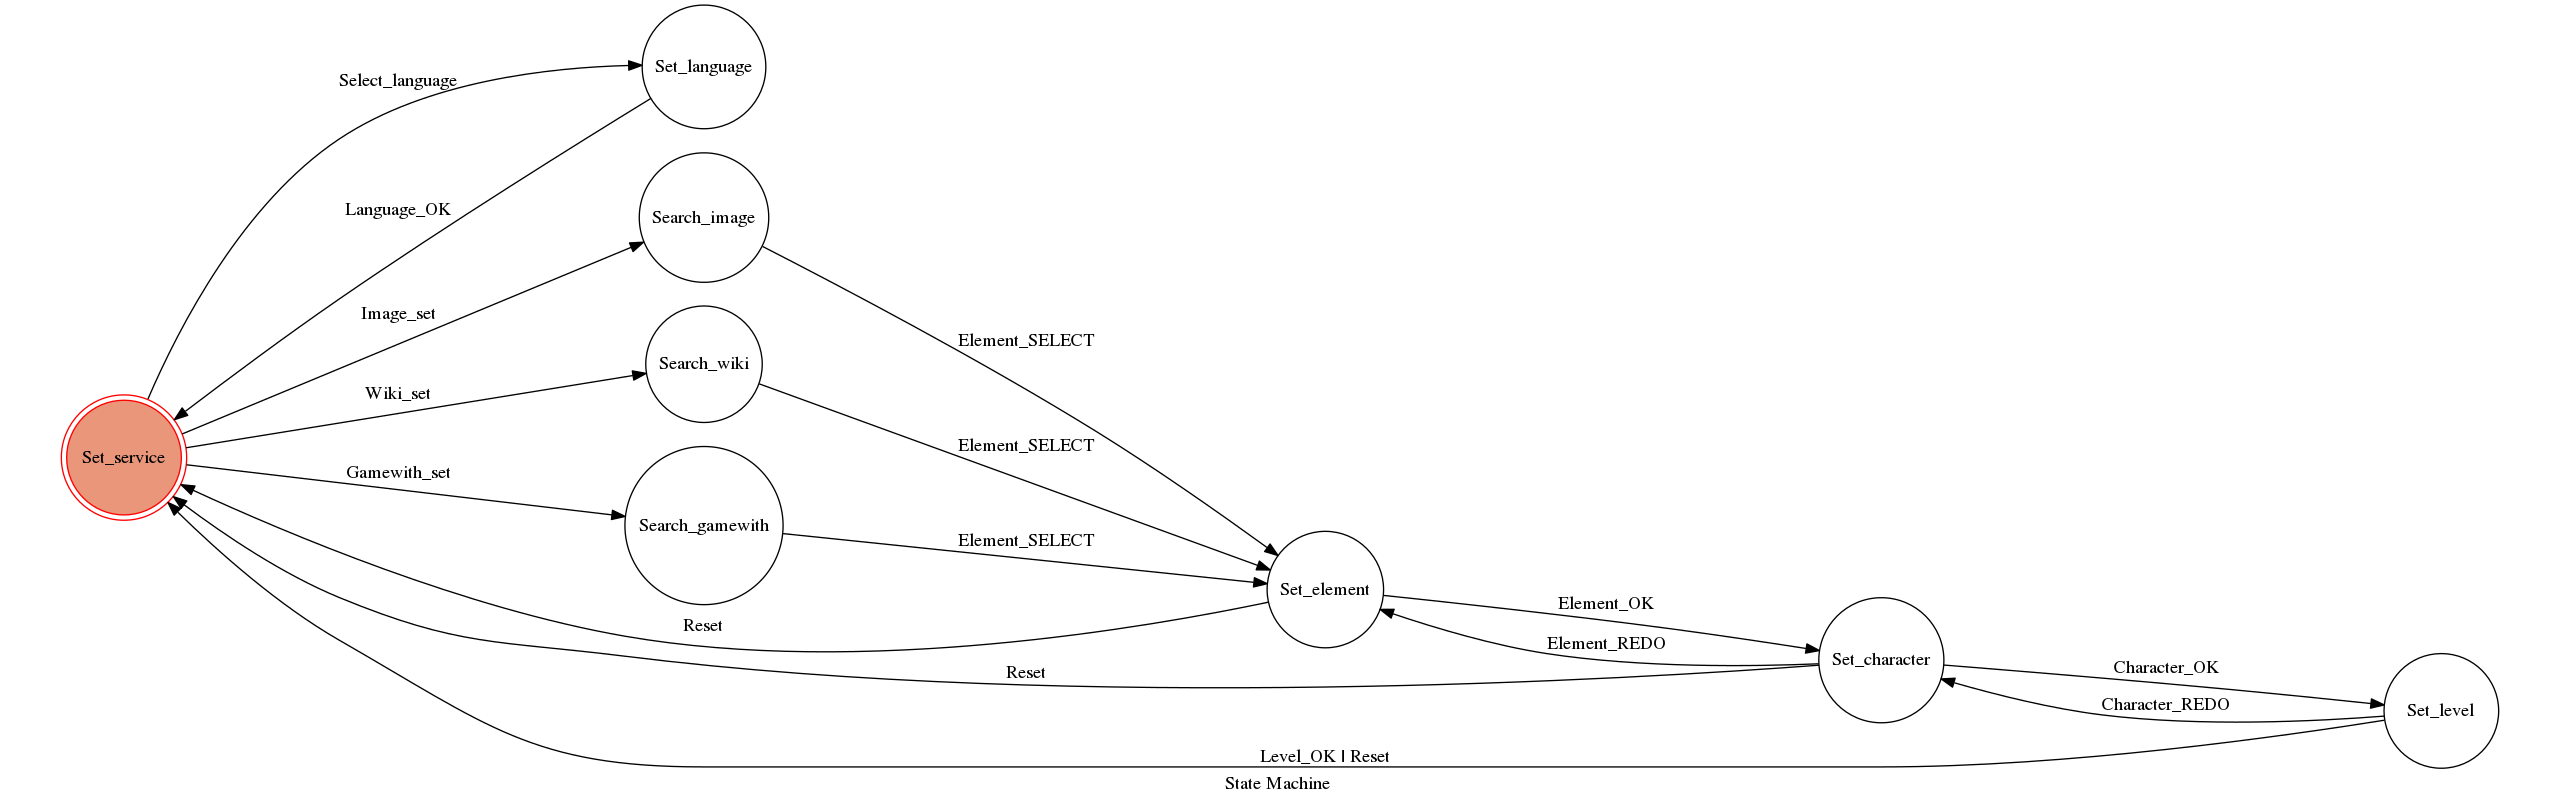 Set_language
Select_language
Language_OK
Search_image
Image_set
Element_SELECT
Search_wiki
Wiki_set
Element_SELECT
Set_service
Gamewith_set
Search_gamewith
Element_SELECT
Set_element
Element_OK
Reset
Element_REDO
Set_character
Reset
Character_OK
Character_REDO
Set_level
Level_OK | Reset
State Machine